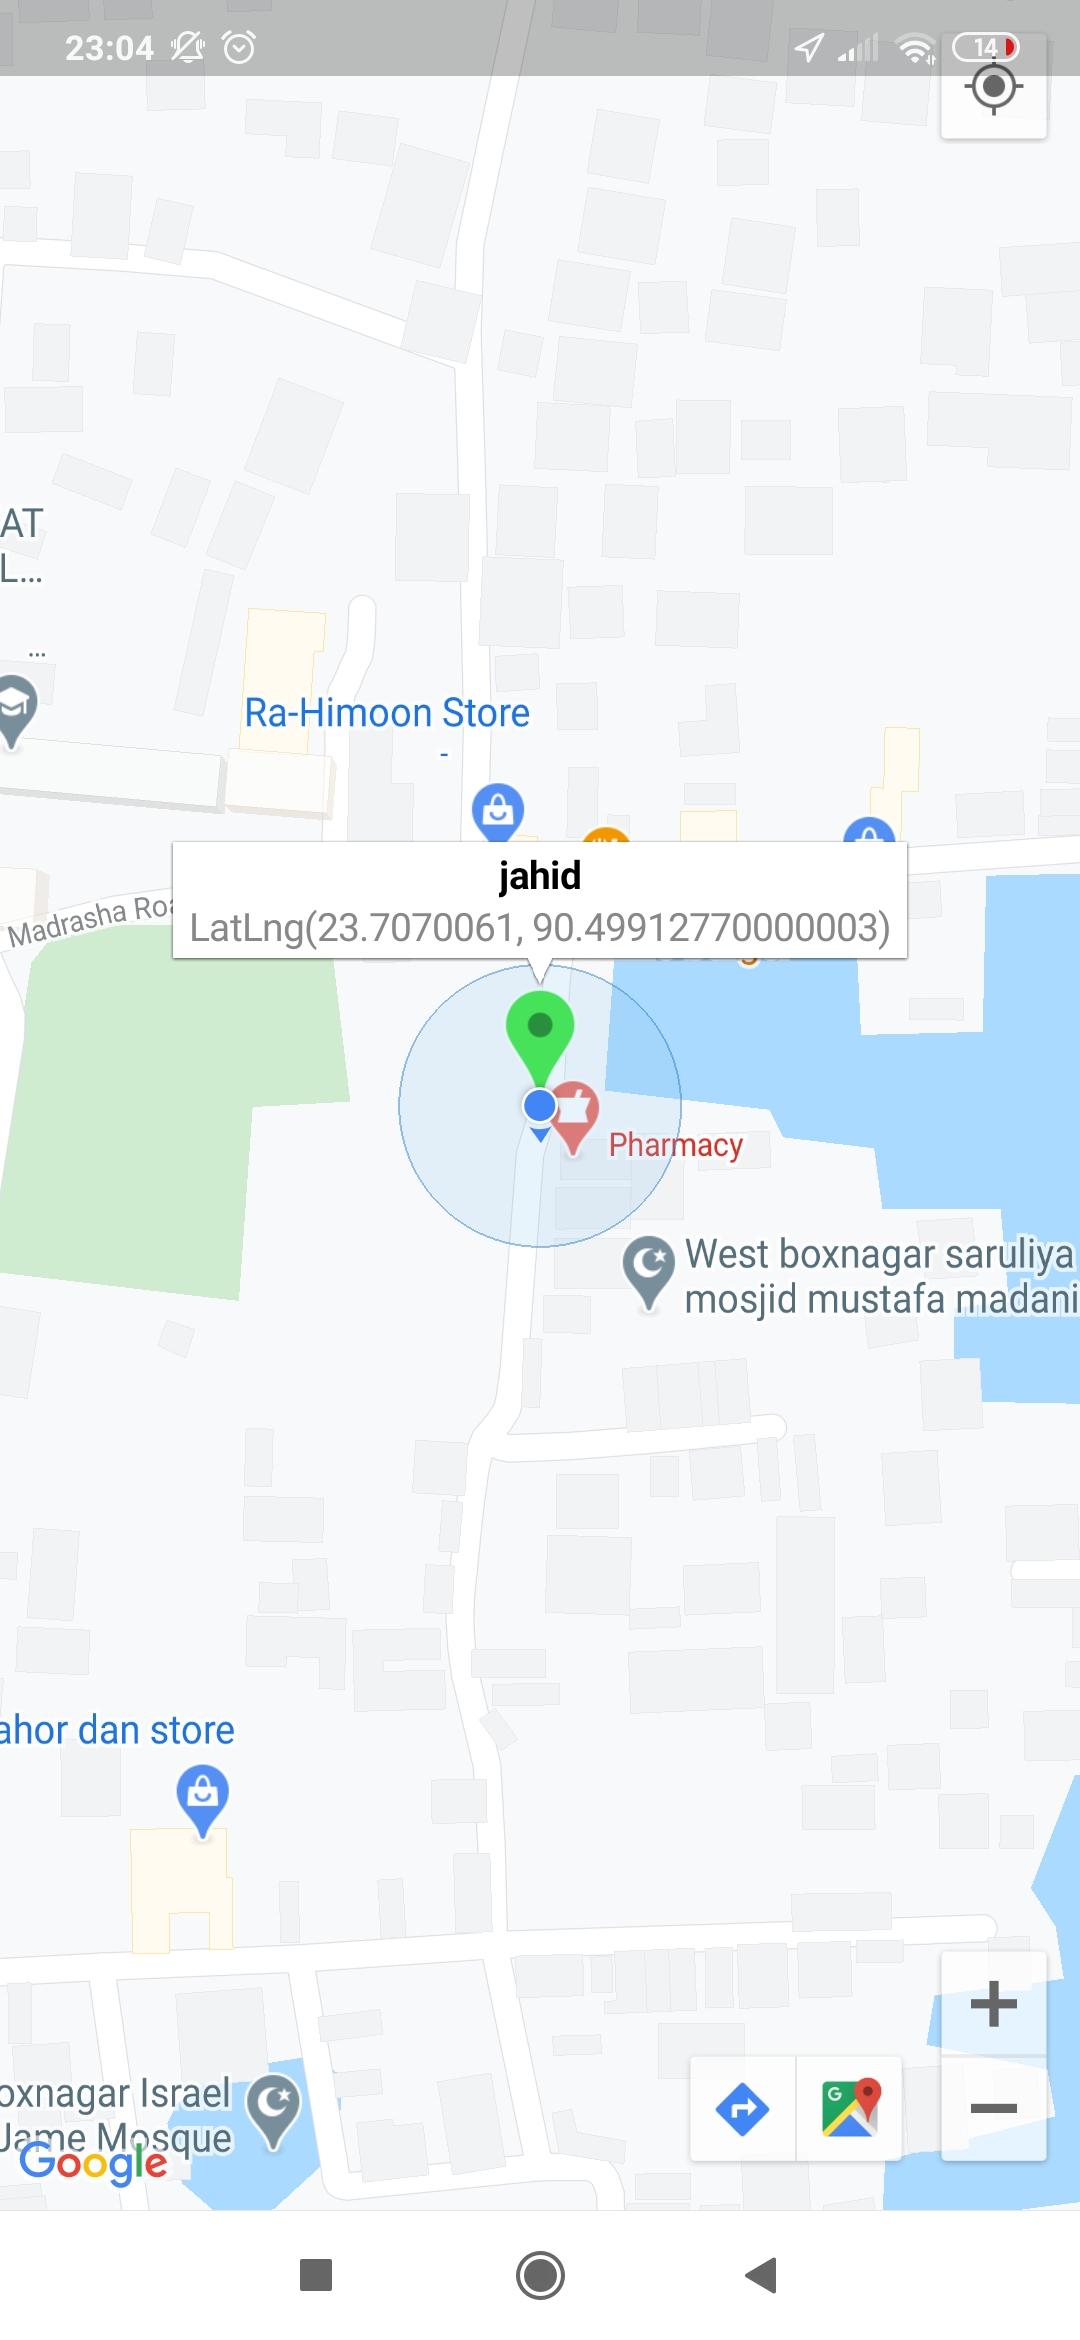 23:04
14
AT
L...
...
Ra-Himoon Store
-
jahid
LatLng(23.7070061, 90.49912770000003)
Madrasha Roa
Pharmacy
West boxnagar saruliya
mosjid mustafa madani
ahor dan store
oxnagar Israel
Jame Mosque
Google
G
+
−